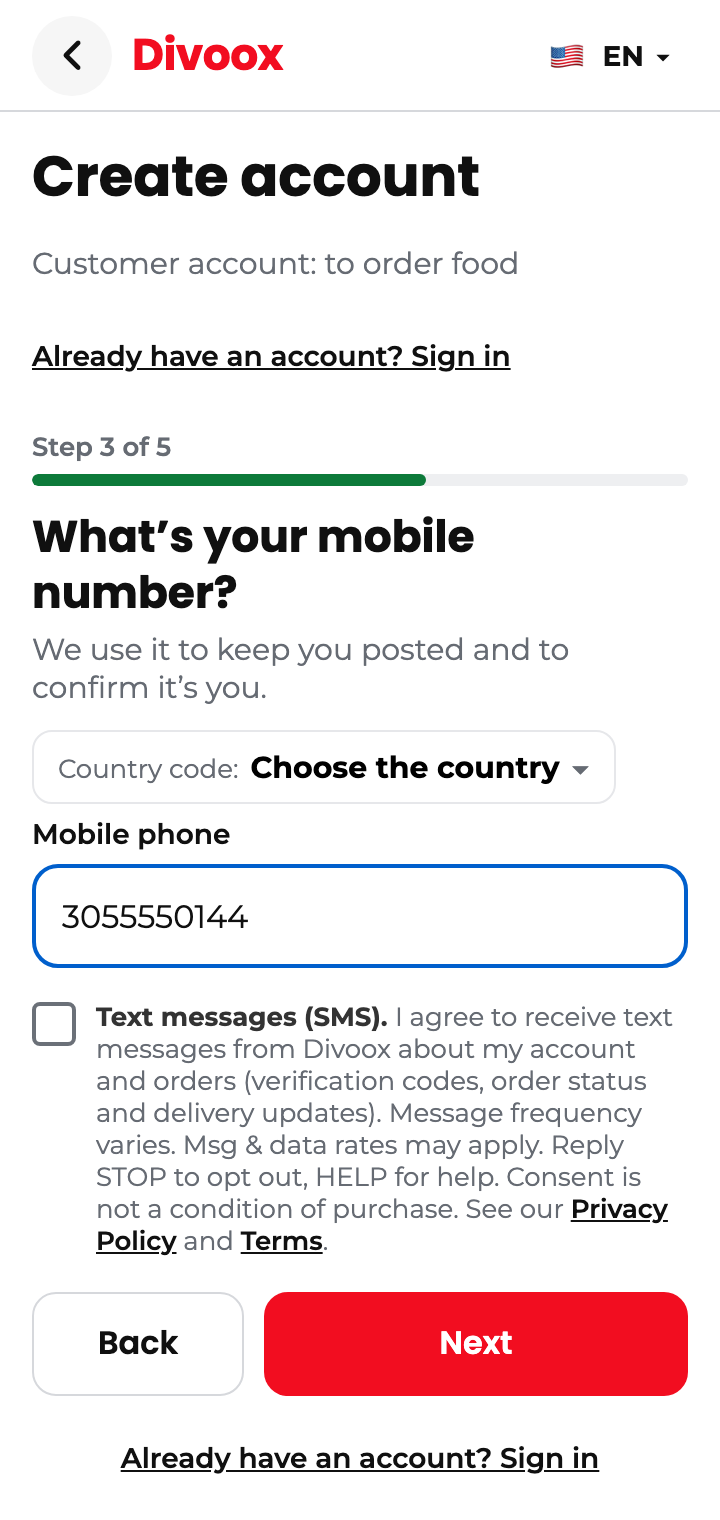 Divoox
EN
Create account
Customer account: to order food
Already have an account? Sign in
Step 3 of 5
What’s your mobile
number?
We use it to keep you posted and to
confirm it’s you.
Country code: Choose the country
Mobile phone
3055550144
Text messages (SMS). I agree to receive text
messages from Divoox about my account
and orders (verification codes, order status
and delivery updates). Message frequency
varies. Msg & data rates may apply. Reply
STOP to opt out, HELP for help. Consent is
not a condition of purchase. See our Privacy
Policy and Terms.
Back
Next
Already have an account? Sign in